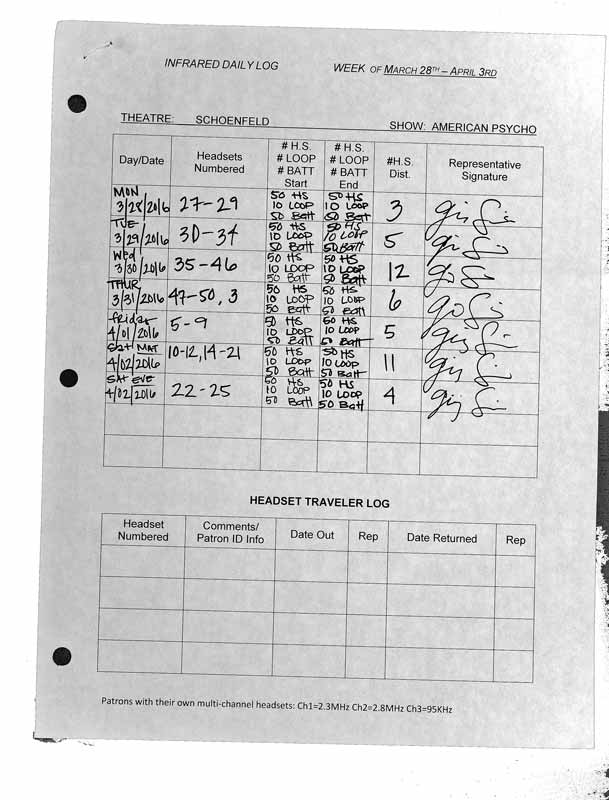 INFRARED DAILY LOG WEEK OF MARCH 28TH – APRIL 3RD
THEATRE: SCHOENFELD
SHOW: AMERICAN PSYCHO
Day/Date Headsets Numbered # H.S. # LOOP # BATT Start # H.S. # LOOP # BATT End #H.S. Dist. Representative Signature
MON 3/28/2016 27-29 50 HS 10 LOOP 50 Batt 50 HS 10 LOOP 50 Batt 3
TUE 3/29/2016 30-34 50 HS 10 LOOP 50 Batt 50 HS 10 LOOP 50 Batt 5
Wed 3/30/2016 35-46 50 HS 10 LOOP 50 Batt 50 HS 10 LOOP 50 Batt 12
THUR 3/31/2016 47-50, 3 50 HS 10 LOOP 50 Batt 50 HS 10 LOOP 50 Batt 6
Friday 4/01/2016 5-9 50 HS 10 LOOP 50 Batt 50 HS 10 LOOP 50 Batt 5
Sat MAT 4/02/2016 10-12, 14-21 50 HS 10 LOOP 50 Batt 50 HS 10 LOOP 50 Batt 11
SAT EVE 4/02/2016 22-25 50 HS 10 LOOP 50 Batt 50 HS 10 LOOP 50 Batt 4
HEADSET TRAVELER LOG
Headset Numbered Comments/ Patron ID Info Date Out Rep Date Returned Rep
Patrons with their own multi-channel headsets: Ch1=2.3MHz Ch2=2.8MHz Ch3=95KHz